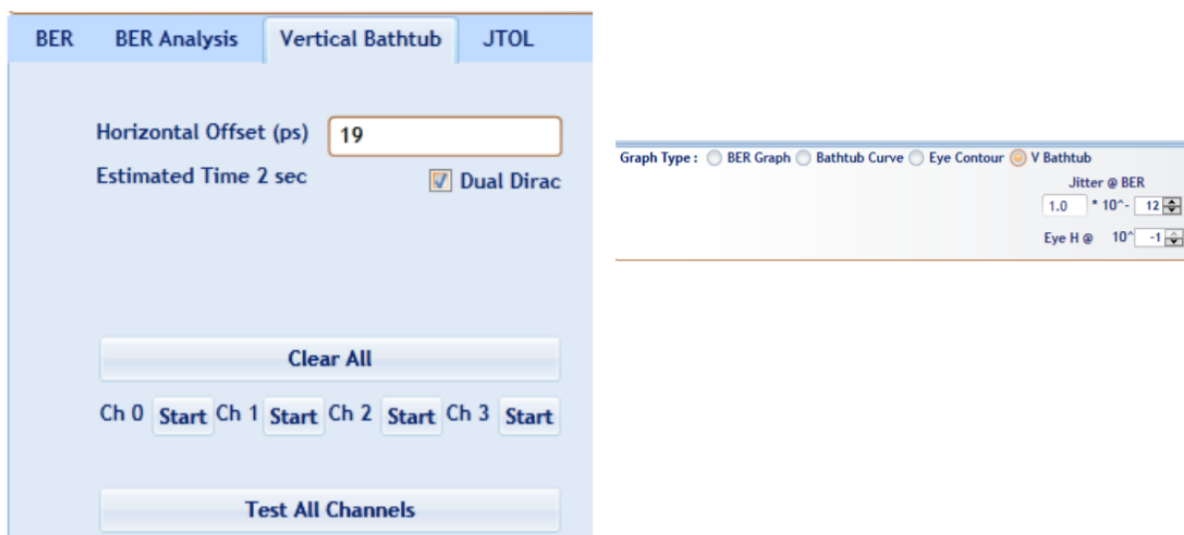 BER BER Analysis Vertical Bathtub JTOL
Horizontal Offset (ps) 19
Estimated Time 2 sec Dual Dirac
Clear All
Ch 0 Start Ch 1 Start Ch 2 Start Ch 3 Start
Test All Channels
Graph Type : BER Graph Bathtub Curve Eye Contour V Bathtub
Jitter @ BER
1.0 * 10^- 12
Eye H @ 10^ -1